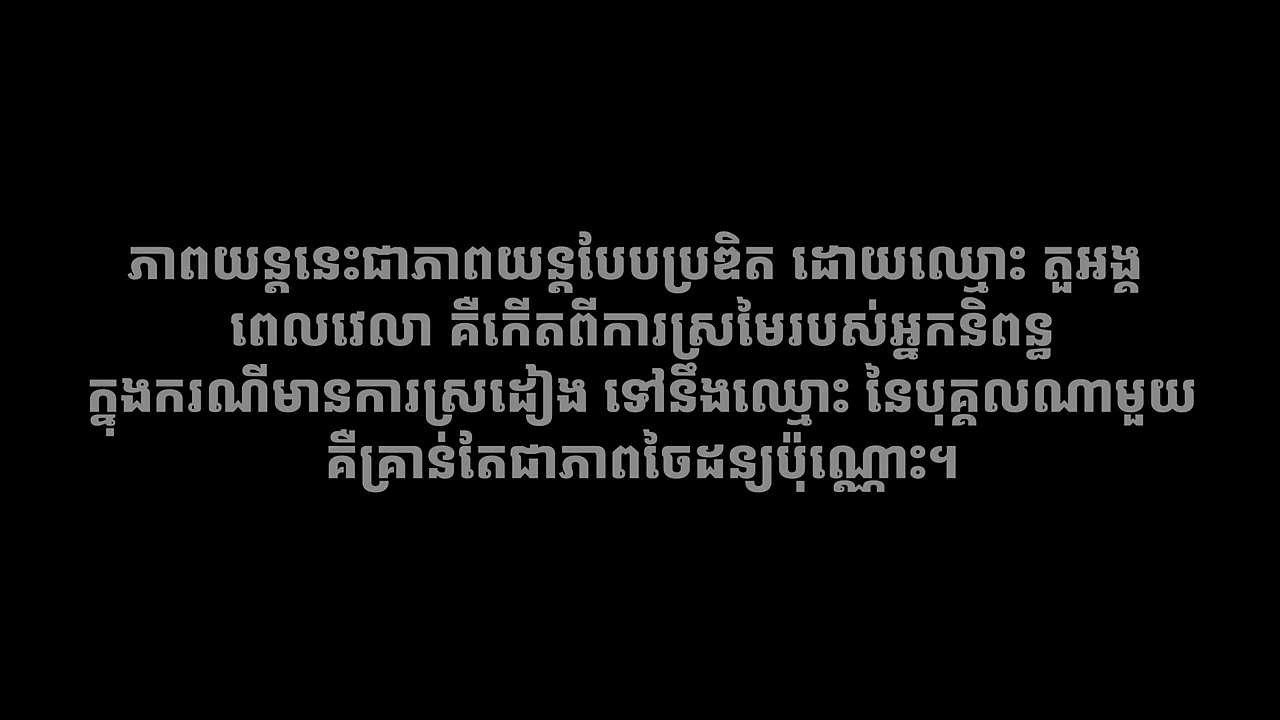 ភាពយន្តនេះជាភាពយន្តបែបប្រឌិត ដោយឈ្មោះ តួអង្គ
ពេលវេលា គឺកើតពីការស្រមៃរបស់អ្នកនិពន្ធ
ក្នុងករណីមានការស្រដៀង ទៅនឹងឈ្មោះ នៃបុគ្គលណាមួយ
គឺគ្រាន់តែជាភាពចៃដន្យប៉ុណ្ណោះ។